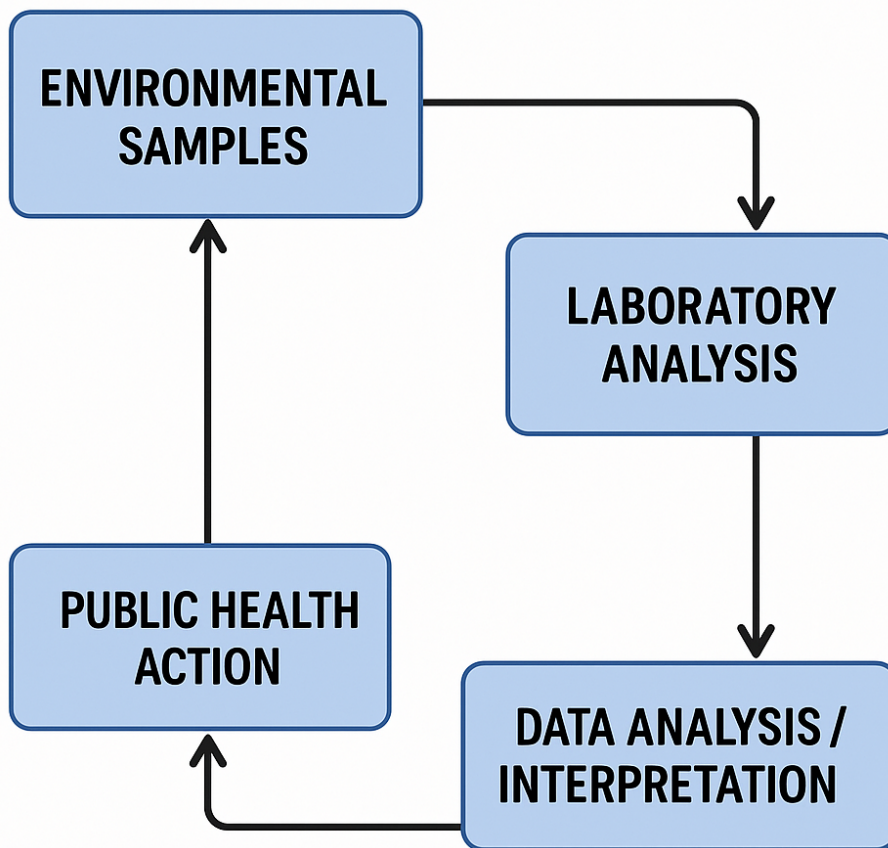 ENVIRONMENTAL
SAMPLES
LABORATORY
ANALYSIS
DATA ANALYSIS /
INTERPRETATION
PUBLIC HEALTH
ACTION